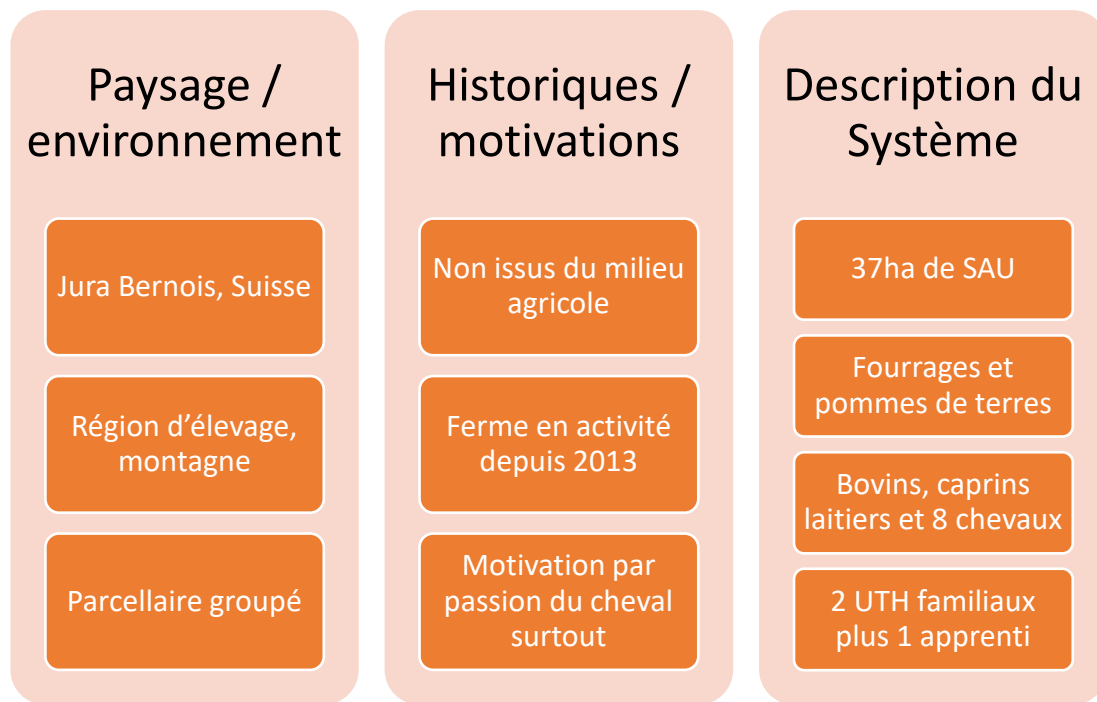 Paysage /
environnement
Jura Bernois, Suisse
Région d’élevage,
montagne
Parcellaire groupé
Historiques /
motivations
Non issus du milieu
agricole
Ferme en activité
depuis 2013
Motivation par
passion du cheval
surtout
Description du
Système
37ha de SAU
Fourrages et
pommes de terres
Bovins, caprins
laitiers et 8 chevaux
2 UTH familiaux
plus 1 apprenti